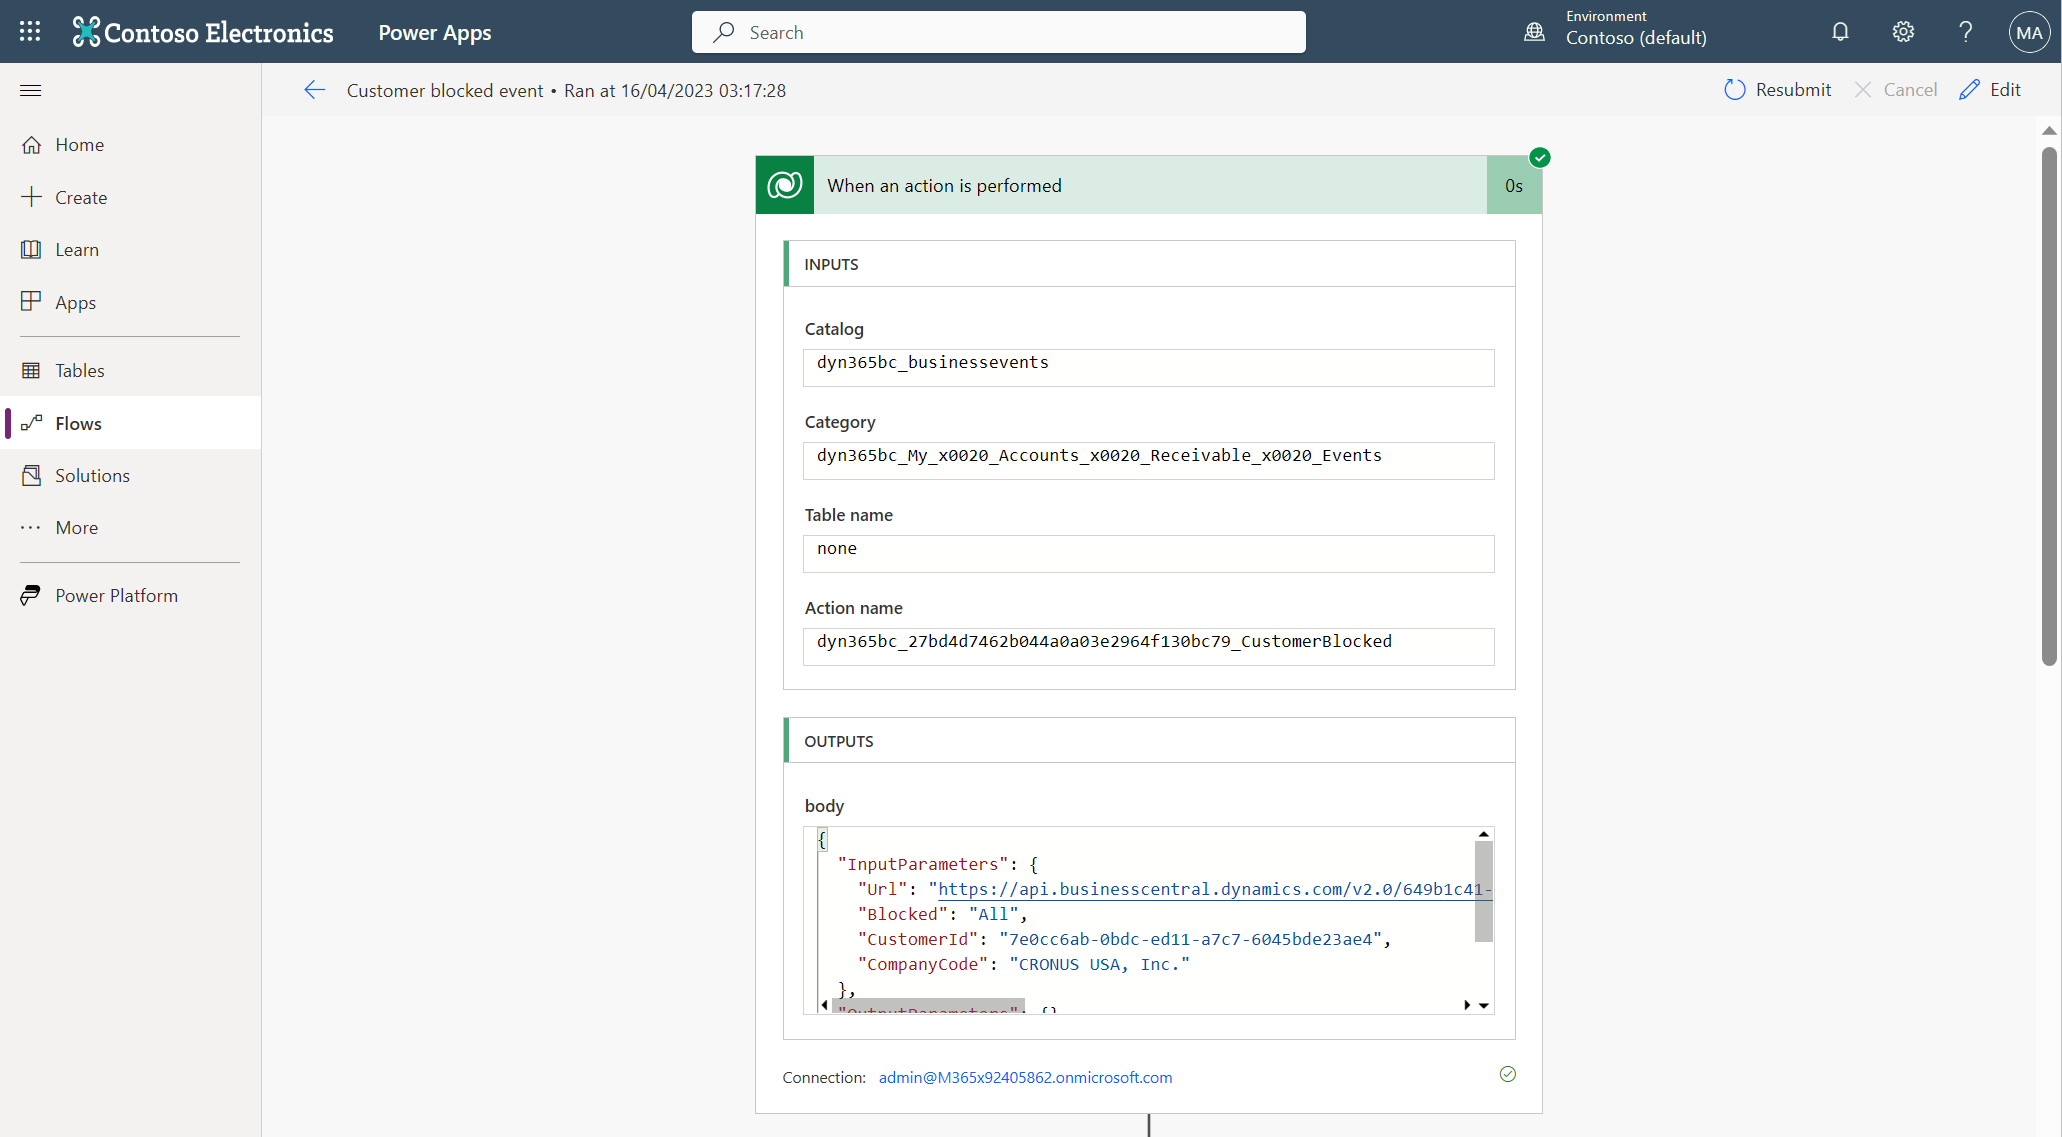 Contoso Electronics
Power Apps
Search
Environment
Contoso (default)
?
MA
Customer blocked event • Ran at 16/04/2023 03:17:28
Resubmit
Cancel
Edit
Home
Create
Learn
Apps
Tables
Flows
Solutions
More
Power Platform
When an action is performed
0s
INPUTS
Catalog
dyn365bc_businessevents
Category
dyn365bc_My_x0020_Accounts_x0020_Receivable_x0020_Events
Table name
none
Action name
dyn365bc_27bd4d7462b044a0a03e2964f130bc79_CustomerBlocked
OUTPUTS
body
{
"InputParameters": {
"Url": "https://api.businesscentral.dynamics.com/v2.0/649b1c41-
"Blocked": "All",
"CustomerId": "7e0cc6ab-0bdc-ed11-a7c7-6045bde23ae4",
"CompanyCode": "CRONUS USA, Inc."
},
"OutputParameters": {}
Connection: admin@M365x92405862.onmicrosoft.com